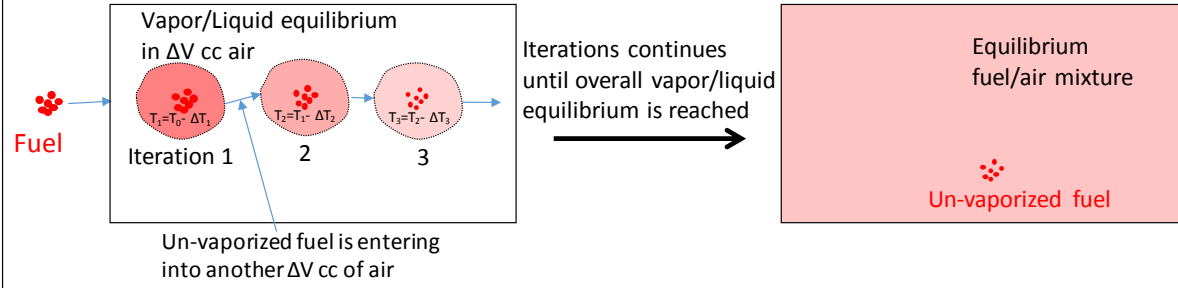 Vapor/Liquid equilibrium
in ΔV cc air
Fuel
T₁=T₀- ΔT₁
T₂=T₁- ΔT₂
T₃=T₂- ΔT₃
Iteration 1
2
3
Un-vaporized fuel is entering
into another ΔV cc of air
Iterations continues
until overall vapor/liquid
equilibrium is reached
Equilibrium
fuel/air mixture
Un-vaporized fuel